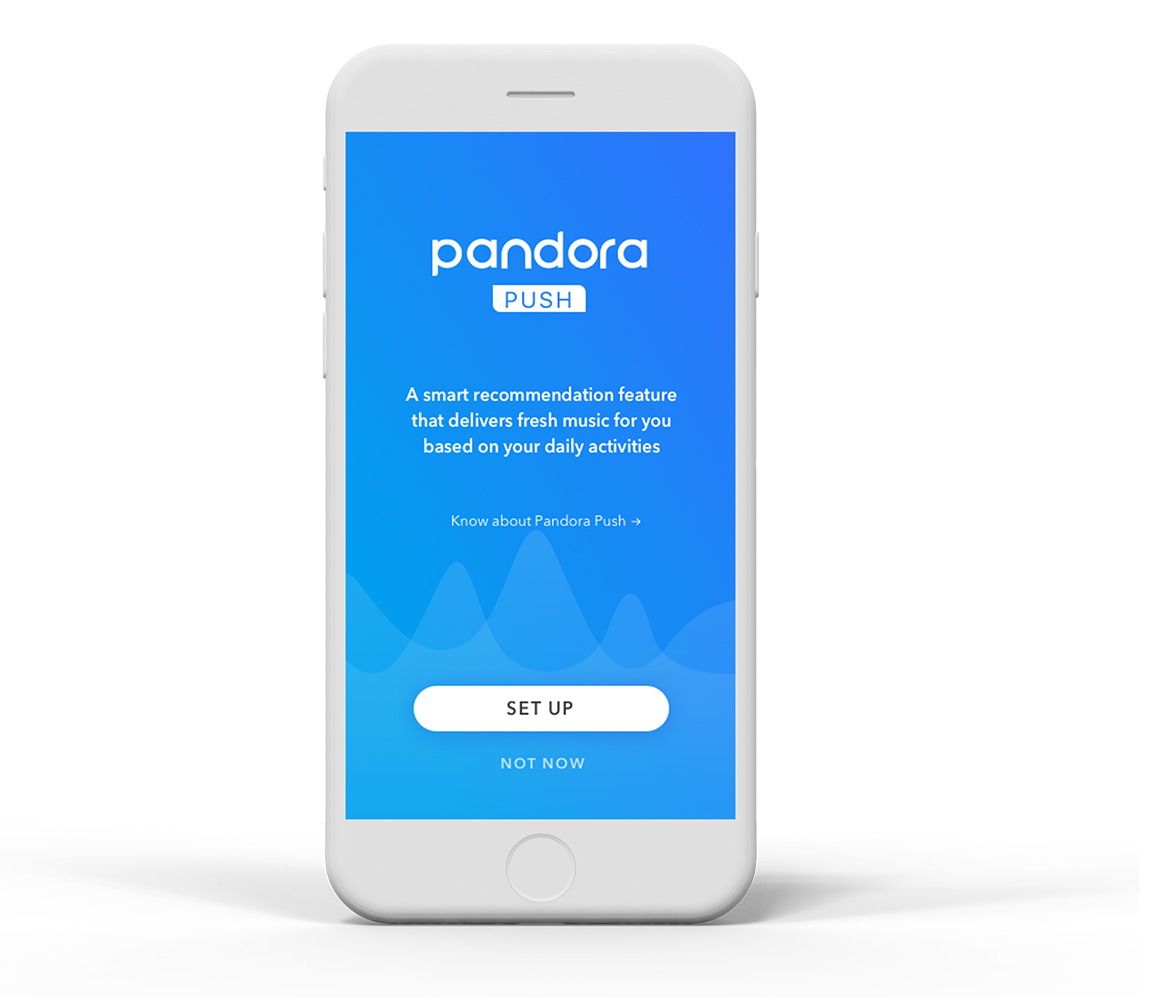 pandora
PUSH
A smart recommendation feature
that delivers fresh music for you
based on your daily activities
Know about Pandora Push →
SET UP
NOT NOW